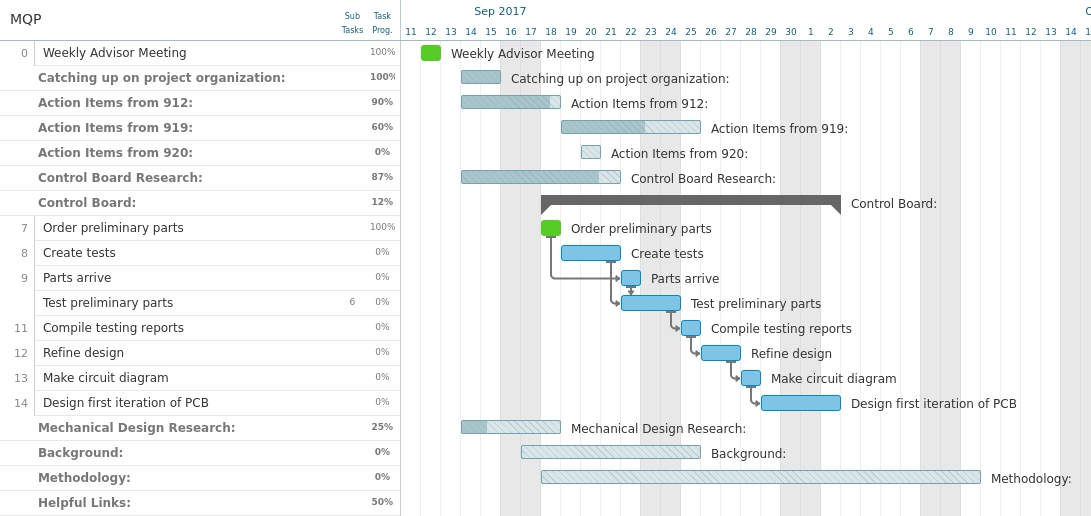 MQP Sub Tasks Task Prog. Sep 2017 O
11 12 13 14 15 16 17 18 19 20 21 22 23 24 25 26 27 28 29 30 1 2 3 4 5 6 7 8 9 10 11 12 13 14
0 Weekly Advisor Meeting 100% Weekly Advisor Meeting
Catching up on project organization: 100% Catching up on project organization:
Action Items from 912: 90% Action Items from 912:
Action Items from 919: 60% Action Items from 919:
Action Items from 920: 0% Action Items from 920:
Control Board Research: 87% Control Board Research:
Control Board: 12% Control Board:
7 Order preliminary parts 100% Order preliminary parts
8 Create tests 0% Create tests
9 Parts arrive 0% Parts arrive
Test preliminary parts 6 0% Test preliminary parts
11 Compile testing reports 0% Compile testing reports
12 Refine design 0% Refine design
13 Make circuit diagram 0% Make circuit diagram
14 Design first iteration of PCB 0% Design first iteration of PCB
Mechanical Design Research: 25% Mechanical Design Research:
Background: 0% Background:
Methodology: 0% Methodology:
Helpful Links: 50%